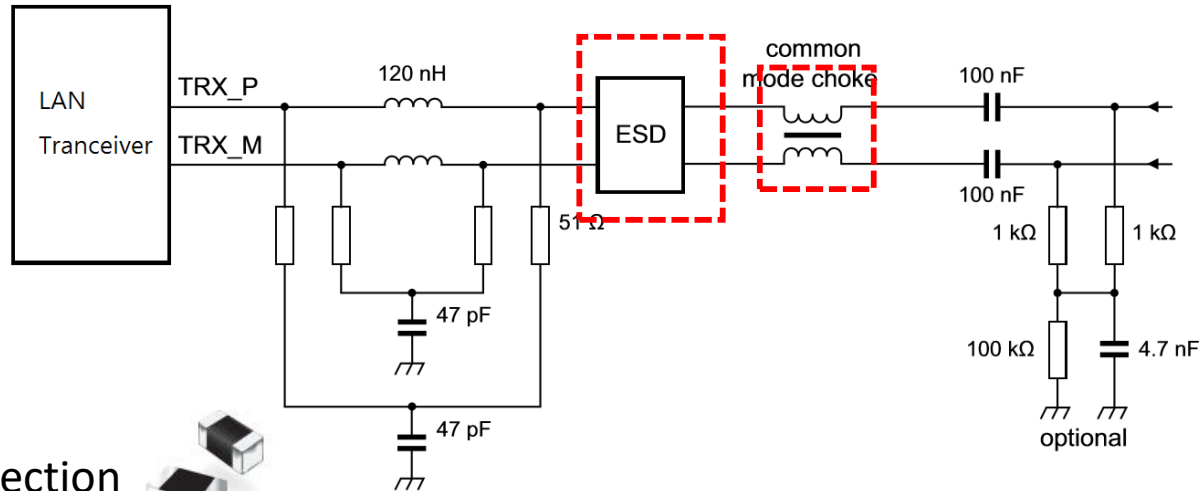 common
mode choke
120 nH
100 nF
TRX_P
LAN
Tranceiver
TRX_M
ESD
100 nF
51 Ω
1 kΩ
1 kΩ
47 pF
100 kΩ
4.7 nF
47 pF
optional
ection